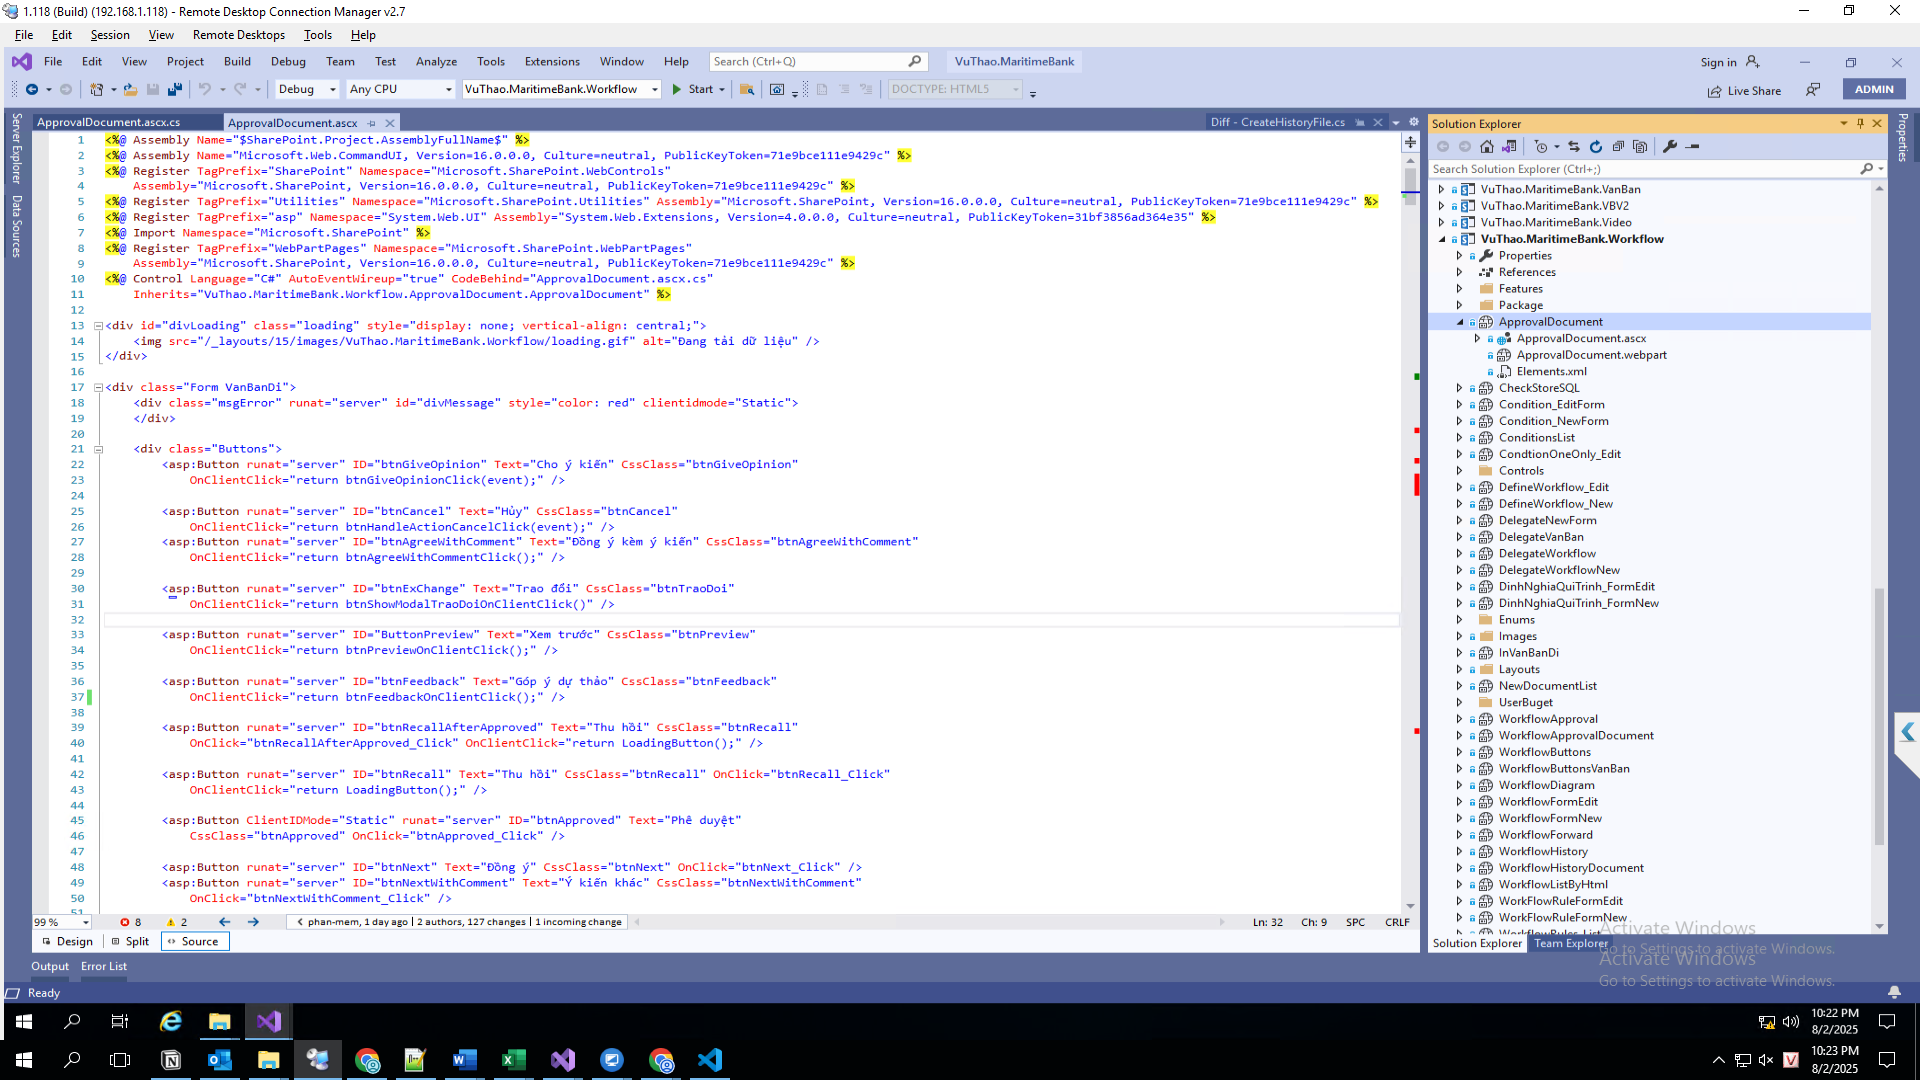 1.118 (Build) (192.168.1.118) - Remote Desktop Connection Manager v2.7
File Edit Session View Remote Desktops Tools Help
File Edit View Project Build Debug Team Test Analyze Tools Extensions Window Help Search (Ctrl+Q) VuThao.MaritimeBank Sign in
Debug Any CPU VuThao.MaritimeBank.Workflow Start DOCTYPE: HTML5 Live Share ADMIN
Server Explorer
Data Sources
ApprovalDocument.ascx.cs ApprovalDocument.ascx Diff - CreateHistoryFile.cs
1 <%@ Assembly Name="$SharePoint.Project.AssemblyFullName$" %>
2 <%@ Assembly Name="Microsoft.Web.CommandUI, Version=16.0.0.0, Culture=neutral, PublicKeyToken=71e9bce111e9429c" %>
3 <%@ Register TagPrefix="SharePoint" Namespace="Microsoft.SharePoint.WebControls"
4 Assembly="Microsoft.SharePoint, Version=16.0.0.0, Culture=neutral, PublicKeyToken=71e9bce111e9429c" %>
5 <%@ Register TagPrefix="Utilities" Namespace="Microsoft.SharePoint.Utilities" Assembly="Microsoft.SharePoint, Version=16.0.0.0, Culture=neutral, PublicKeyToken=71e9bce111e9429c" %>
6 <%@ Register TagPrefix="asp" Namespace="System.Web.UI" Assembly="System.Web.Extensions, Version=4.0.0.0, Culture=neutral, PublicKeyToken=31bf3856ad364e35" %>
7 <%@ Import Namespace="Microsoft.SharePoint" %>
8 <%@ Register TagPrefix="WebPartPages" Namespace="Microsoft.SharePoint.WebPartPages"
9 Assembly="Microsoft.SharePoint, Version=16.0.0.0, Culture=neutral, PublicKeyToken=71e9bce111e9429c" %>
10 <%@ Control Language="C#" AutoEventWireup="true" CodeBehind="ApprovalDocument.ascx.cs"
11 Inherits="VuThao.MaritimeBank.Workflow.ApprovalDocument.ApprovalDocument" %>
12
13 <div id="divLoading" class="loading" style="display: none; vertical-align: central;">
14 <img src="/_layouts/15/images/VuThao.MaritimeBank.Workflow/loading.gif" alt="Đang tải dữ liệu" />
15 </div>
16
17 <div class="Form VanBanDi">
18 <div class="msgError" runat="server" id="divMessage" style="color: red" clientidmode="Static">
19 </div>
20
21 <div class="Buttons">
22 <asp:Button runat="server" ID="btnGiveOpinion" Text="Cho ý kiến" CssClass="btnGiveOpinion"
23 OnClientClick="return btnGiveOpinionClick(event);" />
24
25 <asp:Button runat="server" ID="btnCancel" Text="Hủy" CssClass="btnCancel"
26 OnClientClick="return btnHandleActionCancelClick(event);" />
27 <asp:Button runat="server" ID="btnAgreeWithComment" Text="Đồng ý kèm ý kiến" CssClass="btnAgreeWithComment"
28 OnClientClick="return btnAgreeWithCommentClick();" />
29
30 <asp:Button runat="server" ID="btnExChange" Text="Trao đổi" CssClass="btnTraoDoi"
31 OnClientClick="return btnShowModalTraoDoiOnClientClick()" />
32
33 <asp:Button runat="server" ID="ButtonPreview" Text="Xem trước" CssClass="btnPreview"
34 OnClientClick="return btnPreviewOnClientClick();" />
35
36 <asp:Button runat="server" ID="btnFeedback" Text="Góp ý dự thảo" CssClass="btnFeedback"
37 OnClientClick="return btnFeedbackOnClientClick();" />
38
39 <asp:Button runat="server" ID="btnRecallAfterApproved" Text="Thu hồi" CssClass="btnRecall"
40 OnClick="btnRecallAfterApproved_Click" OnClientClick="return LoadingButton();" />
41
42 <asp:Button runat="server" ID="btnRecall" Text="Thu hồi" CssClass="btnRecall" OnClick="btnRecall_Click"
43 OnClientClick="return LoadingButton();" />
44
45 <asp:Button ClientIDMode="Static" runat="server" ID="btnApproved" Text="Phê duyệt"
46 CssClass="btnApproved" OnClick="btnApproved_Click" />
47
48 <asp:Button runat="server" ID="btnNext" Text="Đồng ý" CssClass="btnNext" OnClick="btnNext_Click" />
49 <asp:Button runat="server" ID="btnNextWithComment" Text="Ý kiến khác" CssClass="btnNextWithComment"
50 OnClick="btnNextWithComment_Click" />
51
99 % 8 2 phan-mem, 1 day ago | 2 authors, 127 changes | 1 incoming change Ln: 32 Ch: 9 SPC CRLF
Design Split Source
Output Error List
Ready
Solution Explorer
Search Solution Explorer (Ctrl+;)
VuThao.MaritimeBank.VanBan
VuThao.MaritimeBank.VBV2
VuThao.MaritimeBank.Video
VuThao.MaritimeBank.Workflow
Properties
References
Features
Package
ApprovalDocument
ApprovalDocument.ascx
ApprovalDocument.webpart
Elements.xml
CheckStoreSQL
Condition_EditForm
Condition_NewForm
ConditionsList
CondtionOneOnly_Edit
Controls
DefineWorkflow_Edit
DefineWorkflow_New
DelegateNewForm
DelegateVanBan
DelegateWorkflow
DelegateWorkflowNew
DinhNghiaQuiTrinh_FormEdit
DinhNghiaQuiTrinh_FormNew
Enums
Images
InVanBanDi
Layouts
NewDocumentList
UserBuget
WorkflowApproval
WorkflowApprovalDocument
WorkflowButtons
WorkflowButtonsVanBan
WorkflowDiagram
WorkflowFormEdit
WorkflowFormNew
WorkflowForward
WorkflowHistory
WorkflowHistoryDocument
WorkflowListByHtml
WorkFlowRuleFormEdit
WorkFlowRuleFormNew
WorkflowRules_List
Solution Explorer Team Explorer
Properties
Activate Windows
Go to Settings to activate Windows.
Activate Windows
Go to Settings to activate Windows.
10:22 PM
8/2/2025
10:23 PM
8/2/2025